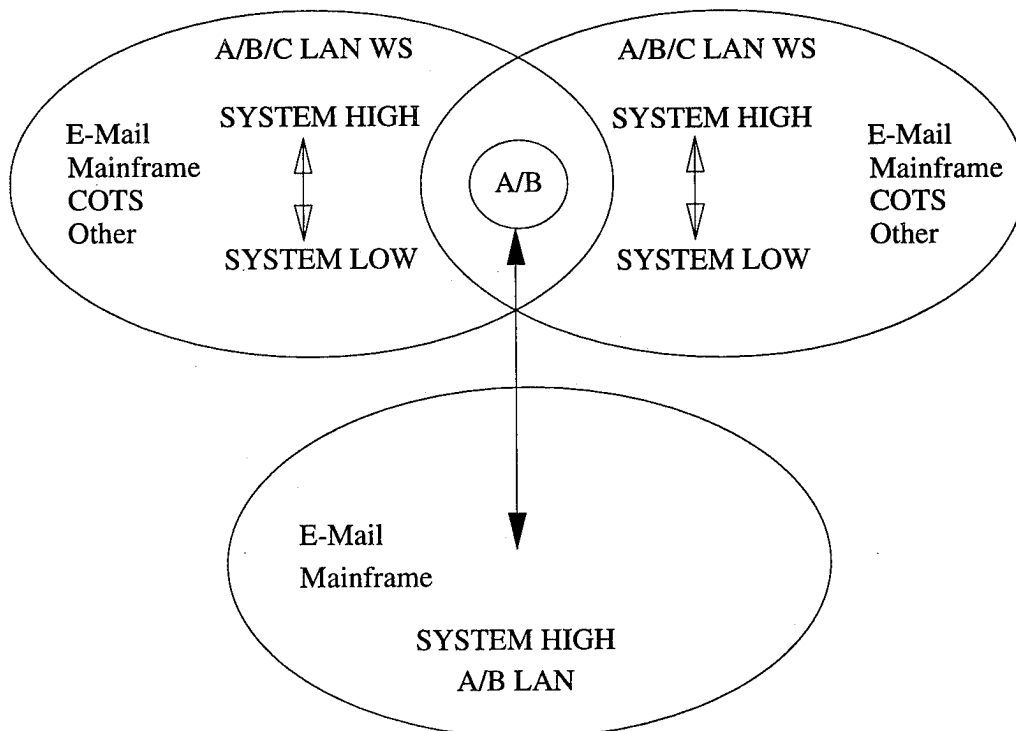 A/B/C LAN WS
SYSTEM HIGH
E-Mail
Mainframe
COTS
Other
SYSTEM LOW
A/B
A/B/C LAN WS
SYSTEM HIGH
E-Mail
Mainframe
COTS
Other
SYSTEM LOW
E-Mail
Mainframe
SYSTEM HIGH
A/B LAN